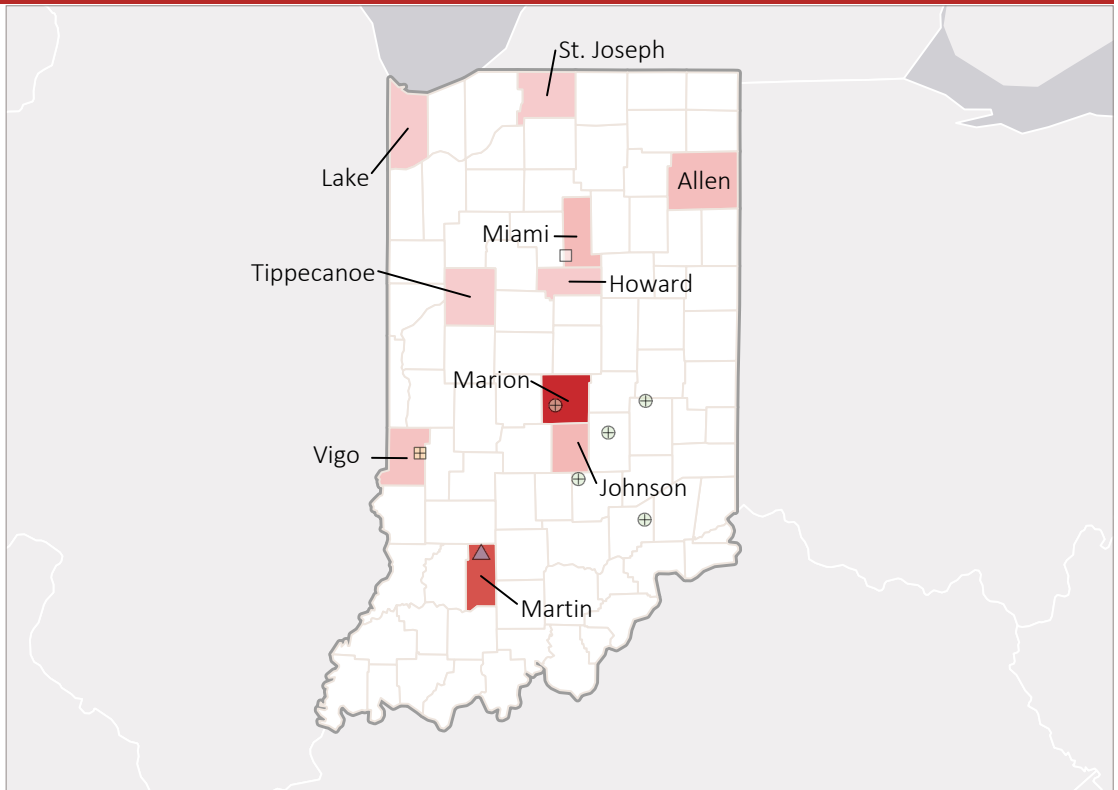 St. Joseph
Lake
Allen
Miami
Tippecanoe
Howard
Marion
Vigo
Johnson
Martin